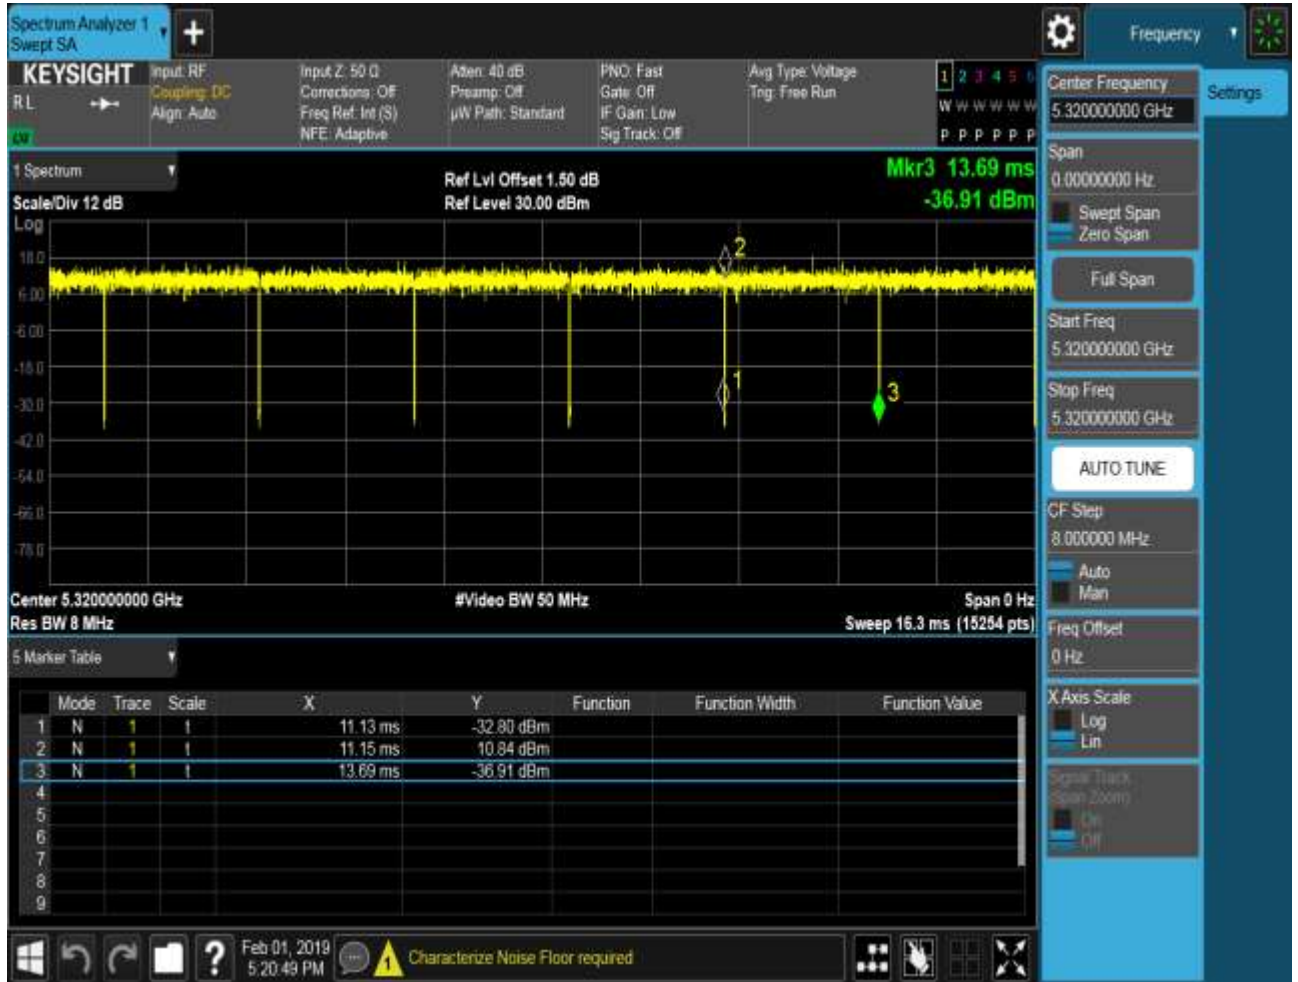 Spectrum Analyzer 1
Swept SA
+
Frequency
KEYSIGHT
RL
Input: RF
Coupling: DC
Align: Auto
Input Z: 50 Ω
Corrections: Off
Freq Ref: Int (S)
NFE: Adaptive
Atten: 40 dB
Preamp: Off
µW Path: Standard
PNO: Fast
Gate: Off
IF Gain: Low
Sig Track: Off
Avg Type: Voltage
Trig: Free Run
1 2 3 4 5 6
W W W W W W
P P P P P P
1 Spectrum
Scale/Div 12 dB
Ref Lvl Offset 1.50 dB
Ref Level 30.00 dBm
Mkr3 13.69 ms
-36.91 dBm
Log
18.0
6.00
-6.00
-18.0
-30.0
-42.0
-54.0
-66.0
-78.0
2
1
3
Center 5.320000000 GHz
Res BW 8 MHz
#Video BW 50 MHz
Span 0 Hz
Sweep 16.3 ms (15254 pts)
5 Marker Table
Mode Trace Scale X Y Function Function Width Function Value
1 N 1 t 11.13 ms -32.80 dBm
2 N 1 t 11.15 ms 10.84 dBm
3 N 1 t 13.69 ms -36.91 dBm
4
5
6
7
8
9
?
Feb 01, 2019
5:20:49 PM
1
Characterize Noise Floor required
Center Frequency
5.320000000 GHz
Settings
Span
0.00000000 Hz
Swept Span
Zero Span
Full Span
Start Freq
5.320000000 GHz
Stop Freq
5.320000000 GHz
AUTO TUNE
CF Step
8.000000 MHz
Auto
Man
Freq Offset
0 Hz
X Axis Scale
Log
Lin
Signal Track
(Span Zoom)
On
Off